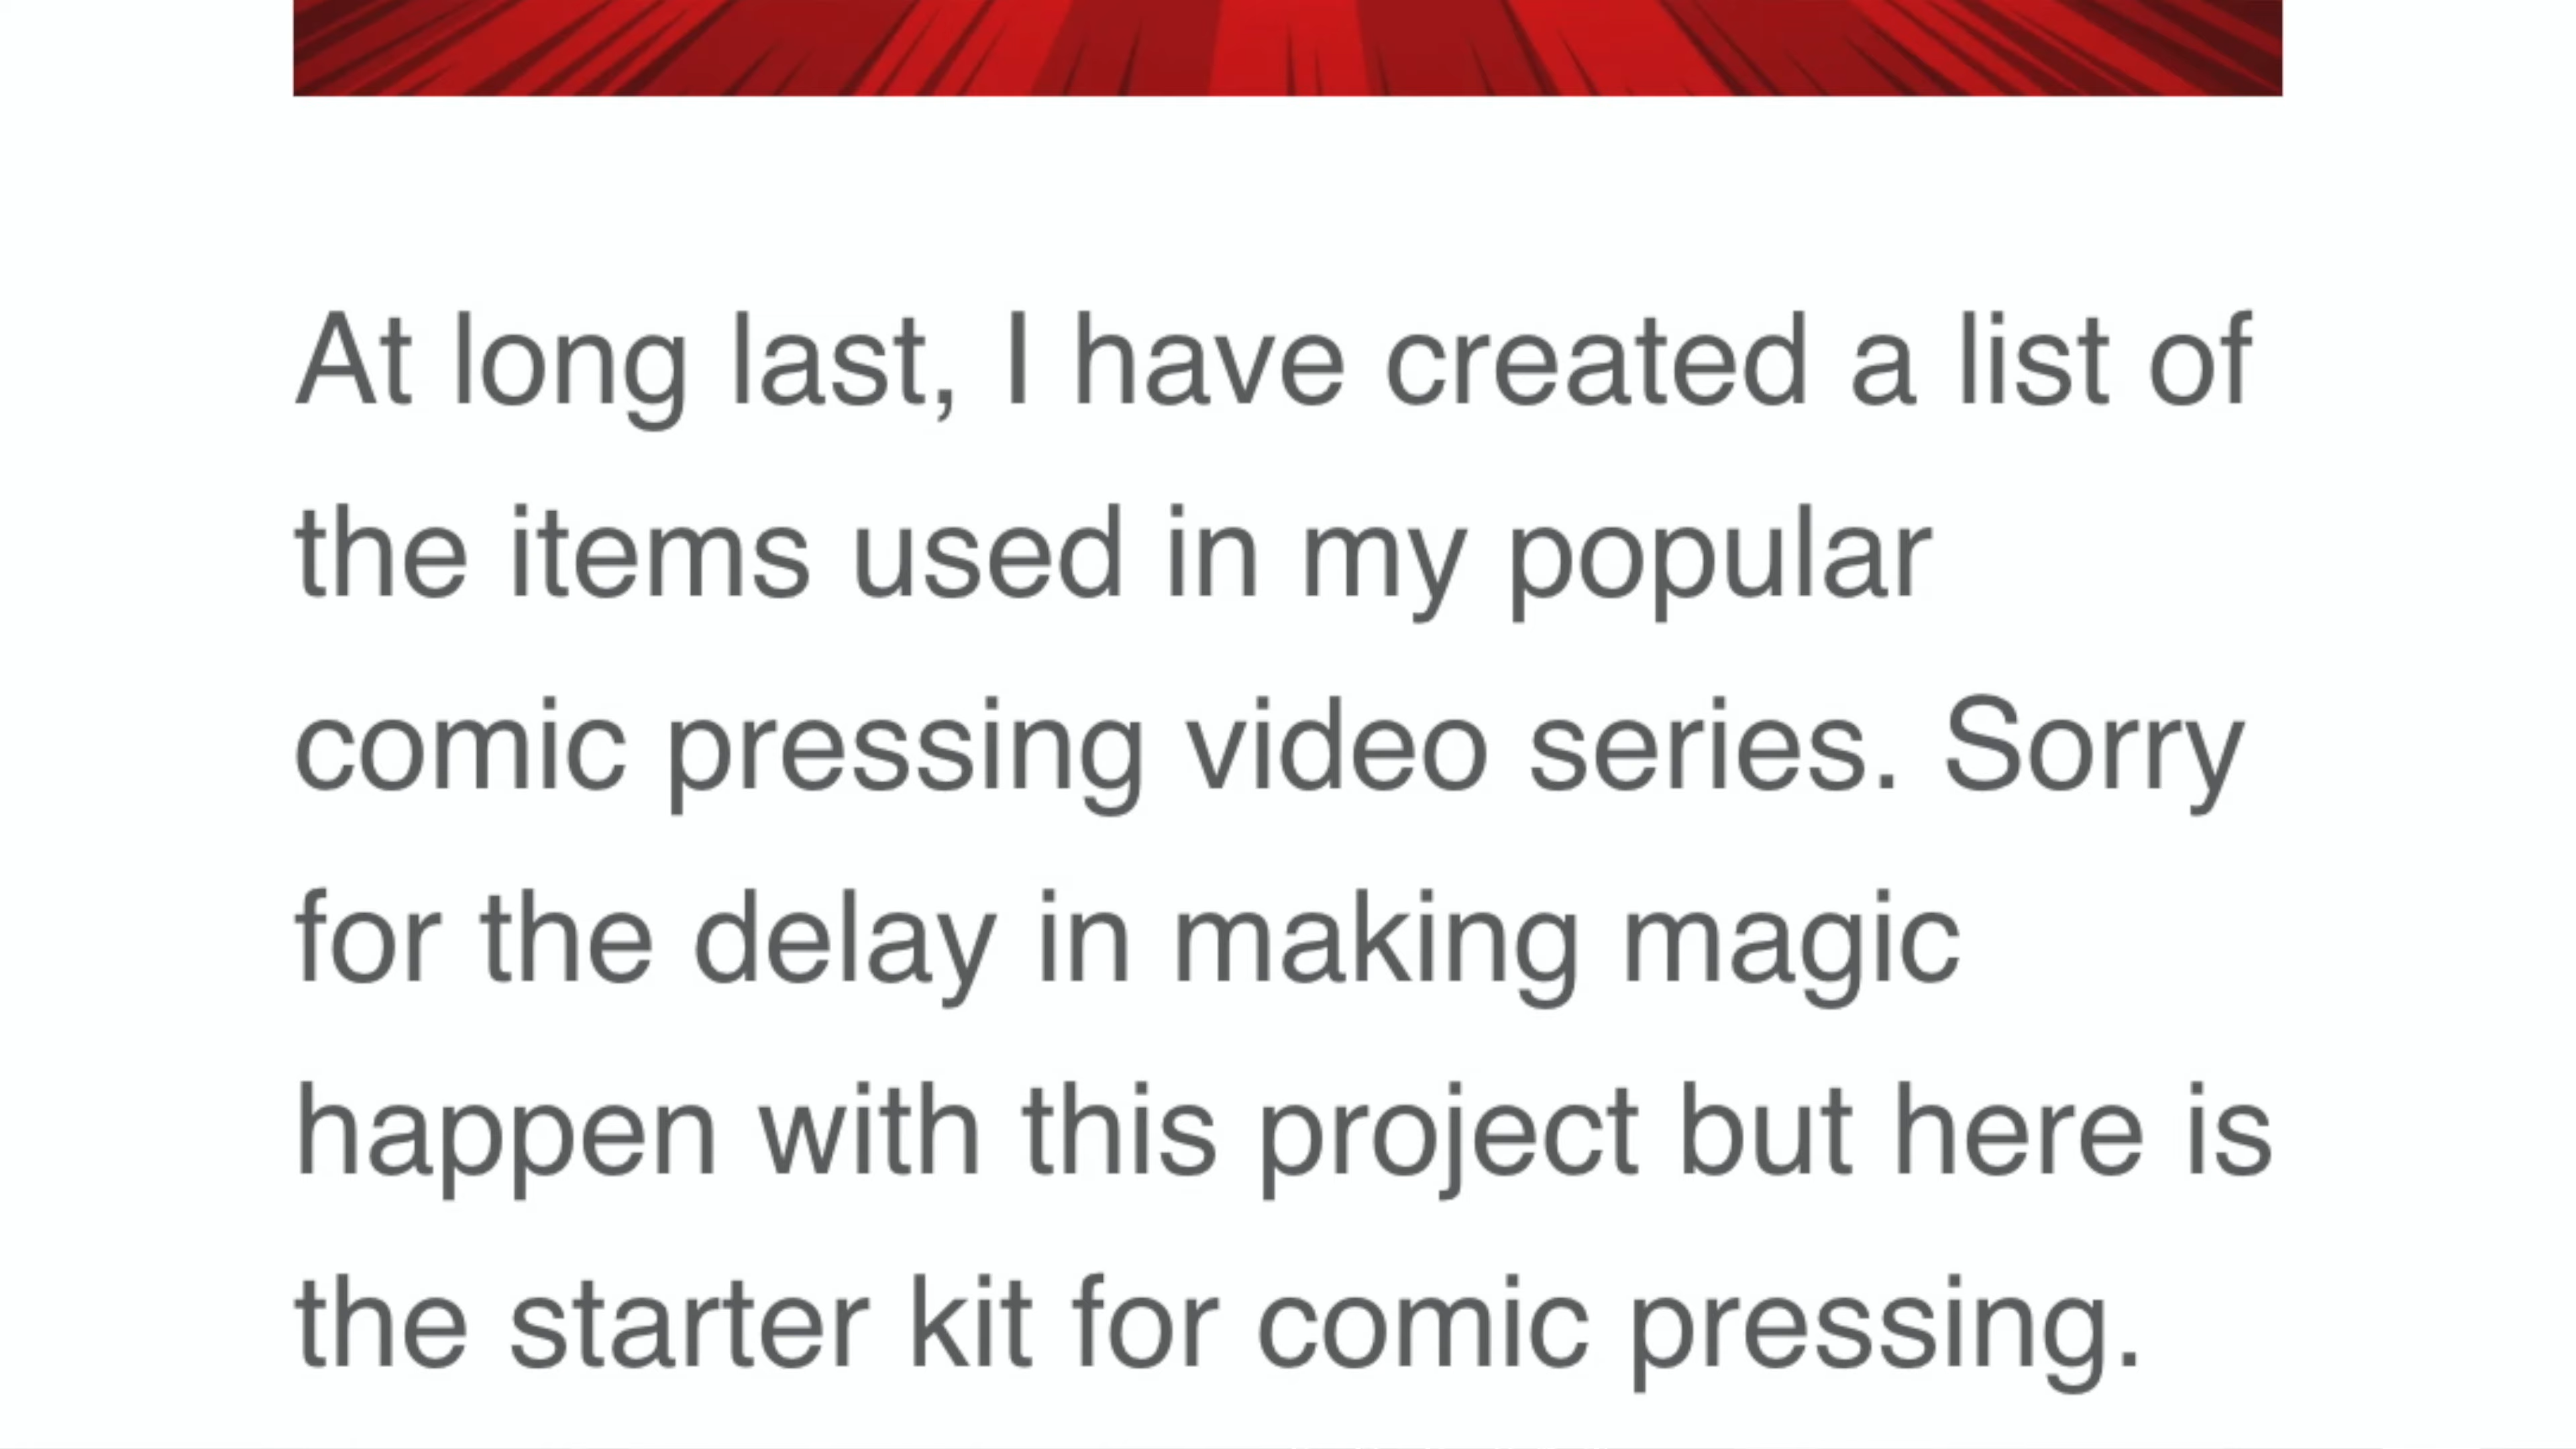 At long last, I have created a list of
the items used in my popular
comic pressing video series. Sorry
for the delay in making magic
happen with this project but here is
the starter kit for comic pressing.